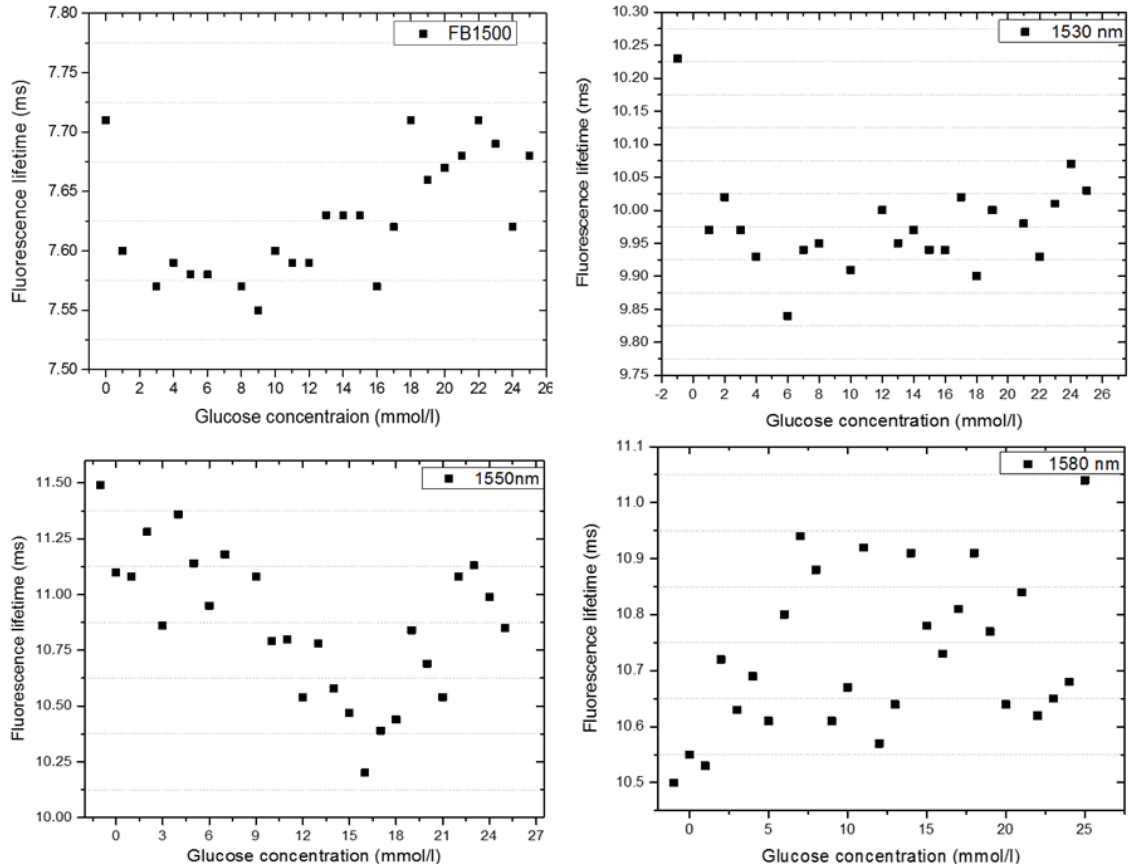 FB1500
7.80
7.75
7.70
7.65
7.60
7.55
7.50
Fluorescence lifetime (ms)
0 2 4 6 8 10 12 14 16 18 20 22 24 26
Glucose concentraion (mmol/l)
1530 nm
10.30
10.25
10.20
10.15
10.10
10.05
10.00
9.95
9.90
9.85
9.80
9.75
Fluorescence lifetime (ms)
-2 0 2 4 6 8 10 12 14 16 18 20 22 24 26
Glucose concentration (mmol/l)
1550nm
11.50
11.25
11.00
10.75
10.50
10.25
10.00
Fluorescence lifetime (ms)
0 3 6 9 12 15 18 21 24 27
Glucose concentration (mmol/l)
1580 nm
11.1
11.0
10.9
10.8
10.7
10.6
10.5
Fluorescence lifetime (ms)
0 5 10 15 20 25
Glucose concentration (mmol/l)